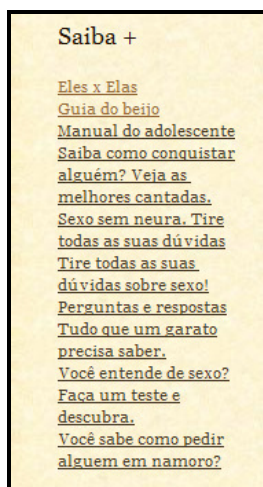 Saiba +
Eles x Elas
Guia do beijo
Manual do adolescente
Saiba como conquistar
alguém? Veja as
melhores cantadas.
Sexo sem neura. Tire
todas as suas dúvidas
Tire todas as suas
dúvidas sobre sexo!
Perguntas e respostas
Tudo que um garato
precisa saber.
Você entende de sexo?
Faça um teste e
descubra.
Você sabe como pedir
alguem em namoro?